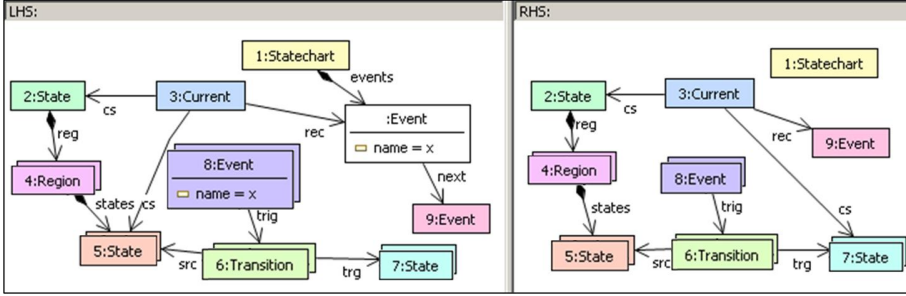 LHS:
1:Statechart
events
2:State
cs
3:Current
rec
:Event
name = x
reg
8:Event
name = x
next
4:Region
states
cs
trig
9:Event
5:State
src
6:Transition
trg
7:State
RHS:
1:Statechart
2:State
cs
3:Current
reg
rec
9:Event
4:Region
8:Event
states
trig
cs
5:State
src
6:Transition
trg
7:State